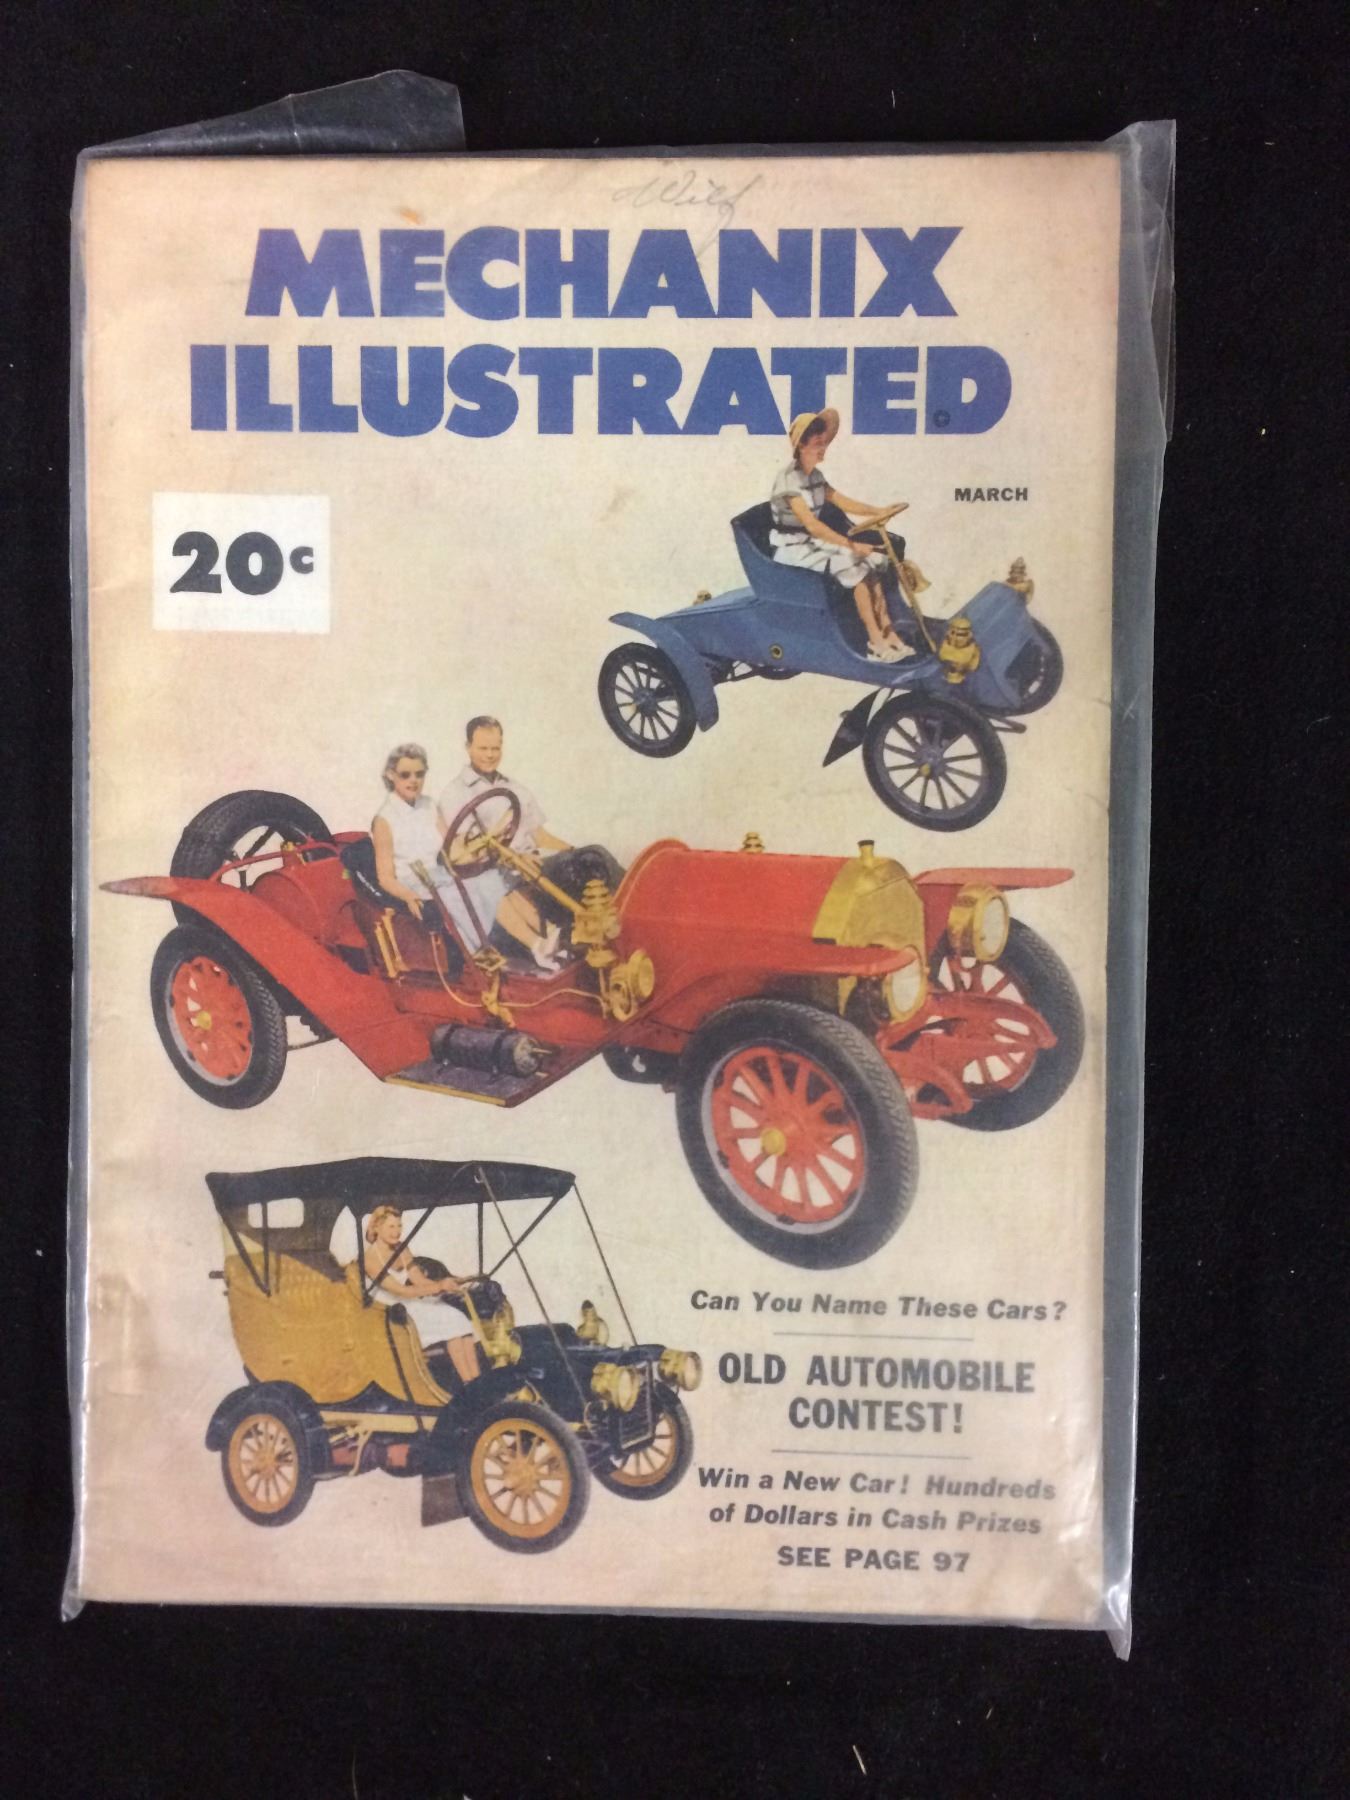 Wilf
MECHANIX
ILLUSTRATED
MARCH
20c
Can You Name These Cars?
OLD AUTOMOBILE
CONTEST!
Win a New Car! Hundreds
of Dollars in Cash Prizes
SEE PAGE 97